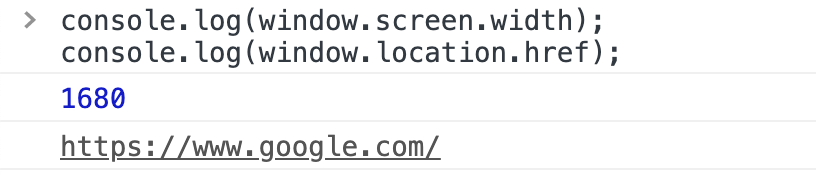 > console.log(window.screen.width);
console.log(window.location.href);
1680
https://www.google.com/